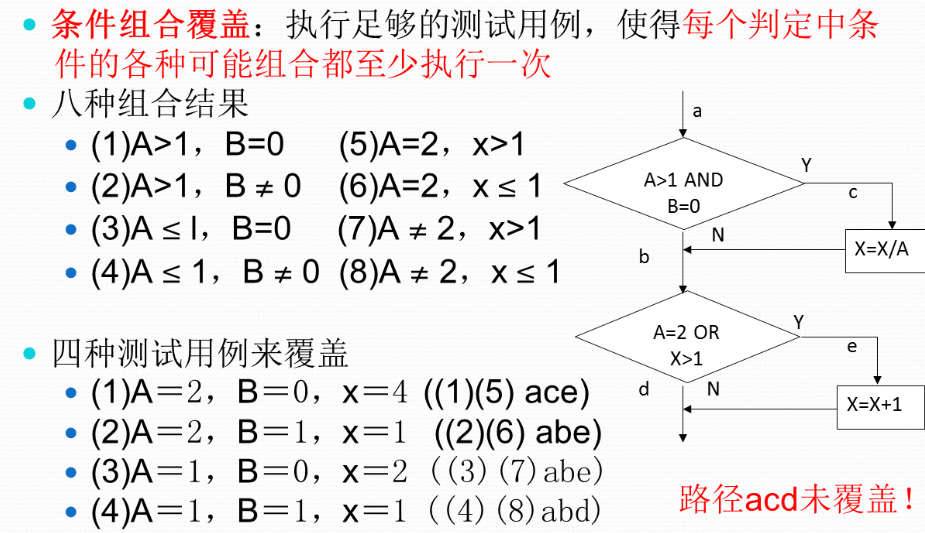 条件组合覆盖：执行足够的测试用例，使得每个判定中条
件的各种可能组合都至少执行一次
八种组合结果
(1)A>1，B=0 (5)A=2，x>1
(2)A>1，B ≠ 0 (6)A=2，x ≤ 1
(3)A ≤ l，B=0 (7)A ≠ 2，x>1
(4)A ≤ 1，B ≠ 0 (8)A ≠ 2，x ≤ 1
四种测试用例来覆盖
(1)A＝2，B＝0，x＝4 ((1)(5) ace)
(2)A＝2，B＝1，x＝1 ((2)(6) abe)
(3)A＝1，B＝0，x＝2 ((3)(7)abe)
(4)A＝1，B＝1，x＝1 ((4)(8)abd)
a
A>1 AND
B=0
Y
c
N
X=X/A
b
A=2 OR
X>1
Y
e
d
N
X=X+1
路径acd未覆盖！